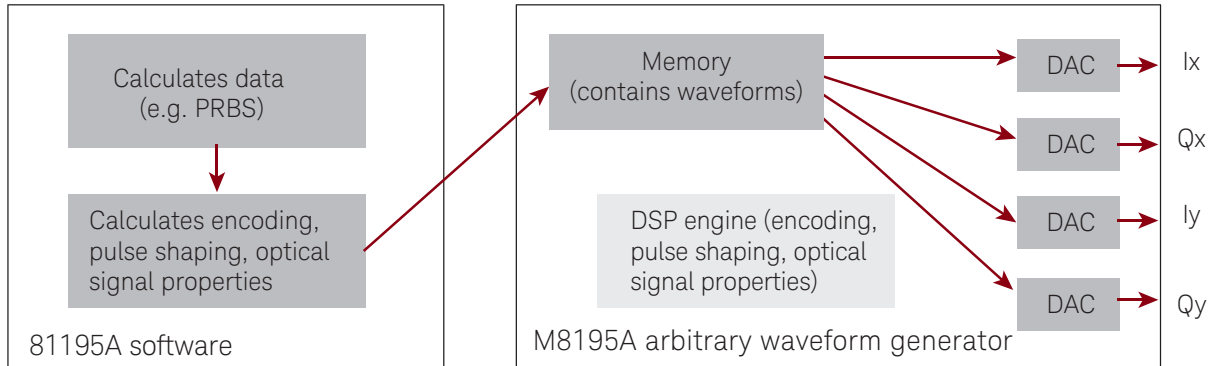 Calculates data
(e.g. PRBS)
Calculates encoding,
pulse shaping, optical
signal properties
81195A software
Memory
(contains waveforms)
DSP engine (encoding,
pulse shaping, optical
signal properties)
M8195A arbitrary waveform generator
DAC
Ix
DAC
Qx
DAC
Iy
DAC
Qy